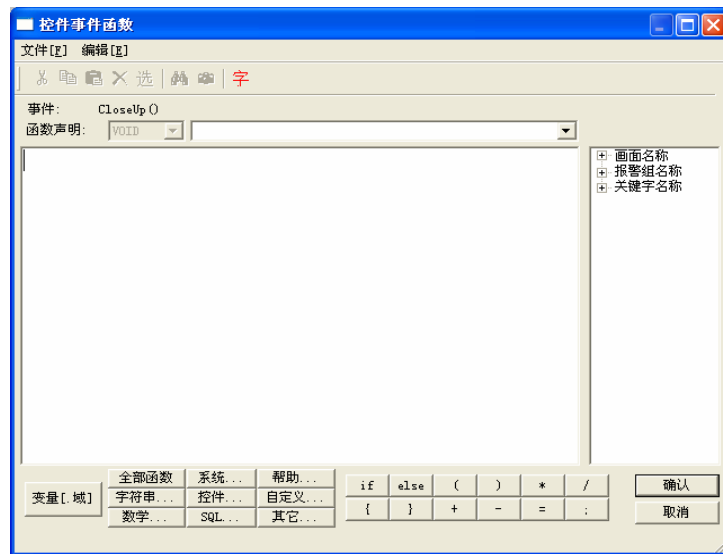 控件事件函数
文件[F] 编辑[E]
选 字
事件: CloseUp()
函数声明: VOID
画面名称
报警组名称
关键字名称
变量[.域] 全部函数 系统... 帮助... if else ( ) * / 确认
字符串... 控件... 自定义... { } + - = ; 取消
数学... SQL... 其它...